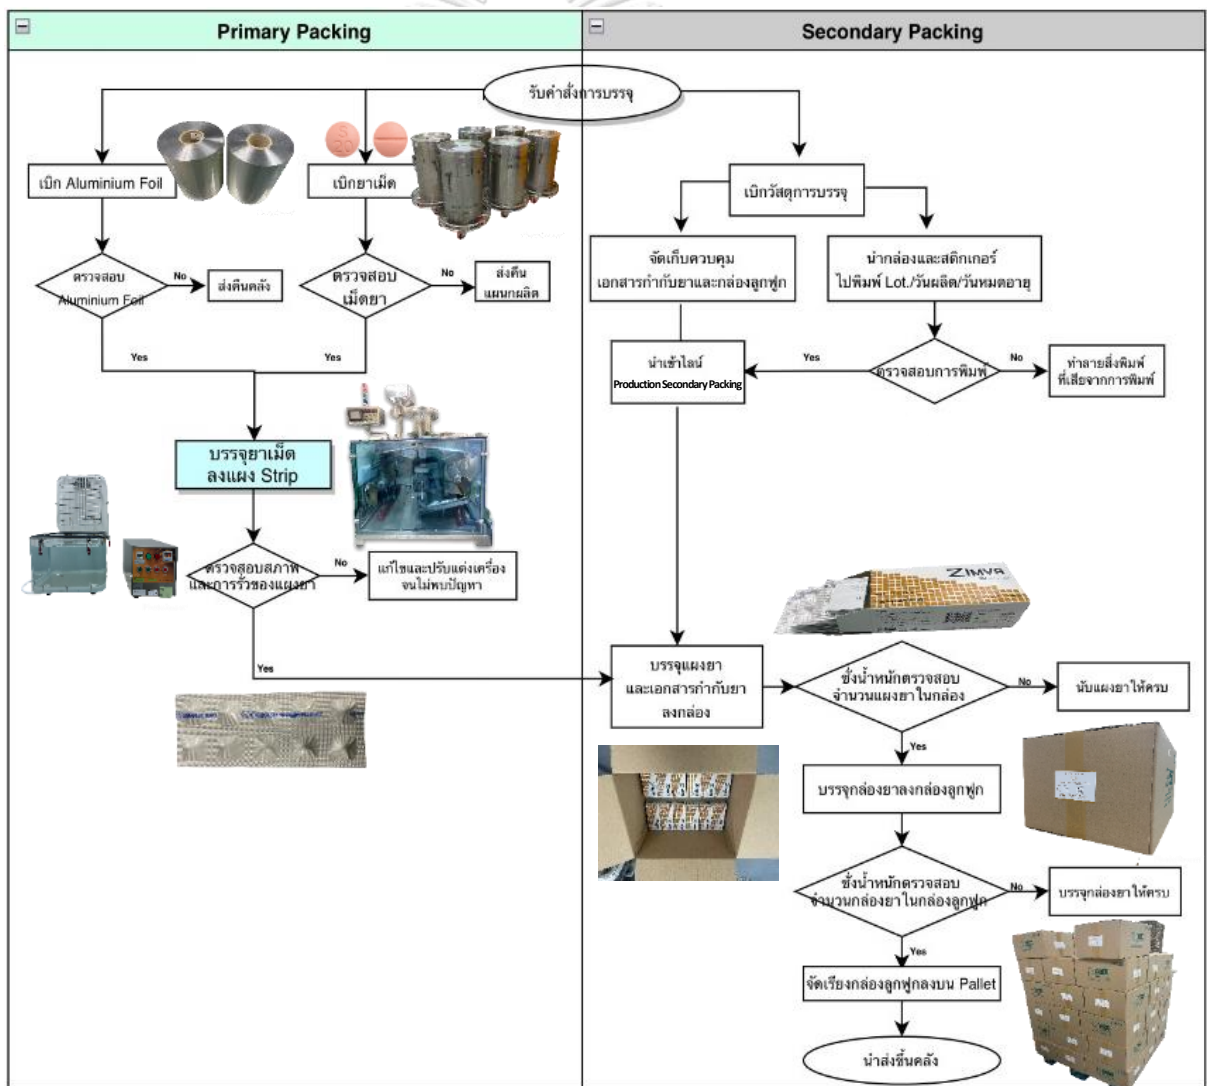 Primary Packing
Secondary Packing
รับคำสั่งการบรรจุ
เบิก Aluminium Foil
เบิกยาเม็ด
S
20
เบิกวัสดุการบรรจุ
ตรวจสอบ
Aluminium Foil
No
ส่งคืนคลัง
ตรวจสอบ
เม็ดยา
No
ส่งคืน
แผนกผลิต
จัดเก็บควบคุม
เอกสารกำกับยาและกล่องลูกฟูก
นำกล่องและสติกเกอร์
ไปพิมพ์ Lot./วันผลิต/วันหมดอายุ
Yes
Yes
นำเข้าไลน์
Production Secondary Packing
Yes
ตรวจสอบการพิมพ์
No
ทำลายสิ่งพิมพ์
ที่เสียจากการพิมพ์
บรรจุยาเม็ด
ลงแผง Strip
ตรวจสอบสภาพ
และการรั่วของแผงยา
No
แก้ไขและปรับแต่งเครื่อง
จนไม่พบปัญหา
ZIMVA
Yes
บรรจุแผงยา
และเอกสารกำกับยา
ลงกล่อง
ชั่งน้ำหนักตรวจสอบ
จำนวนแผงยาในกล่อง
No
นับแผงยาให้ครบ
Yes
บรรจุกล่องยาลงกล่องลูกฟูก
ชั่งน้ำหนักตรวจสอบ
จำนวนกล่องยาในกล่องลูกฟูก
No
บรรจุกล่องยาให้ครบ
Yes
จัดเรียงกล่องลูกฟูกลงบน Pallet
นำส่งขึ้นคลัง